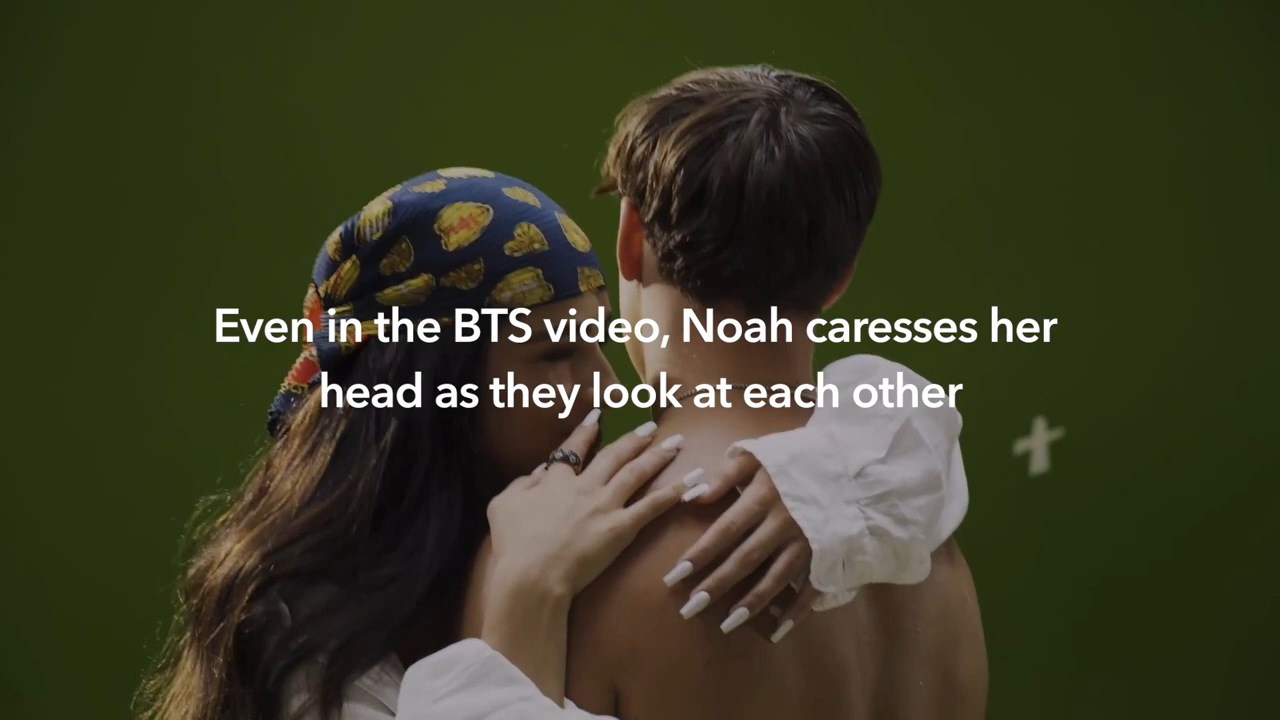 Even in the BTS video, Noah caresses her
head as they look at each other